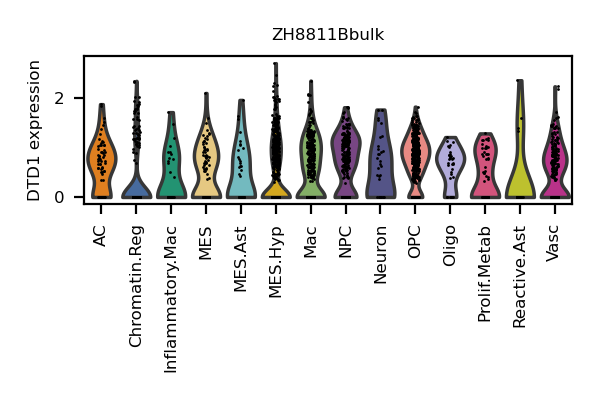 ZH8811Bbulk
DTD1 expression
2
0
AC
Chromatin.Reg
Inflammatory.Mac
MES
MES.Ast
MES.Hyp
Mac
NPC
Neuron
OPC
Oligo
Prolif.Metab
Reactive.Ast
Vasc